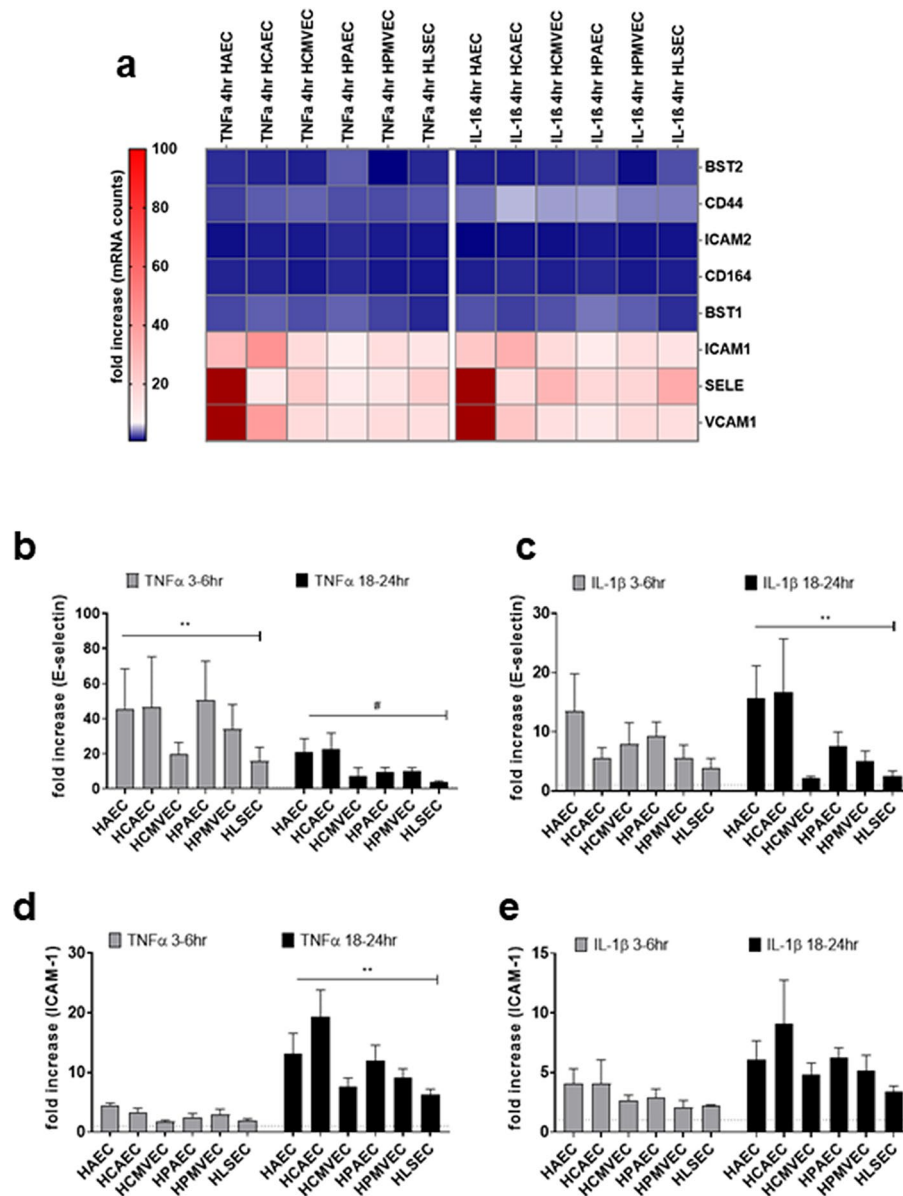 a
TNFa 4hr HAEC
TNFa 4hr HCAEC
TNFa 4hr HCMVEC
TNFa 4hr HPAEC
TNFa 4hr HPMVEC
TNFa 4hr HLSEC
IL-1ß 4hr HAEC
IL-1ß 4hr HCAEC
IL-1ß 4hr HCMVEC
IL-1ß 4hr HPAEC
IL-1ß 4hr HPMVEC
IL-1ß 4hr HLSEC
fold increase (mRNA counts)
100
80
60
40
20
BST2
CD44
ICAM2
CD164
BST1
ICAM1
SELE
VCAM1
b
TNFα 3-6hr
TNFα 18-24hr
fold increase (E-selectin)
100
80
60
40
20
0
**
#
HAEC
HCAEC
HCMVEC
HPAEC
HPMVEC
HLSEC
HAEC
HCAEC
HCMVEC
HPAEC
HPMVEC
HLSEC
c
IL-1β 3-6hr
IL-1β 18-24hr
fold increase (E-selectin)
30
20
10
0
**
HAEC
HCAEC
HCMVEC
HPAEC
HPMVEC
HLSEC
HAEC
HCAEC
HCMVEC
HPAEC
HPMVEC
HLSEC
d
TNFα 3-6hr
TNFα 18-24hr
fold increase (ICAM-1)
30
20
10
0
**
HAEC
HCAEC
HCMVEC
HPAEC
HPMVEC
HLSEC
HAEC
HCAEC
HCMVEC
HPAEC
HPMVEC
HLSEC
e
IL-1β 3-6hr
IL-1β 18-24hr
fold increase (ICAM-1)
15
10
5
0
HAEC
HCAEC
HCMVEC
HPAEC
HPMVEC
HLSEC
HAEC
HCAEC
HCMVEC
HPAEC
HPMVEC
HLSEC